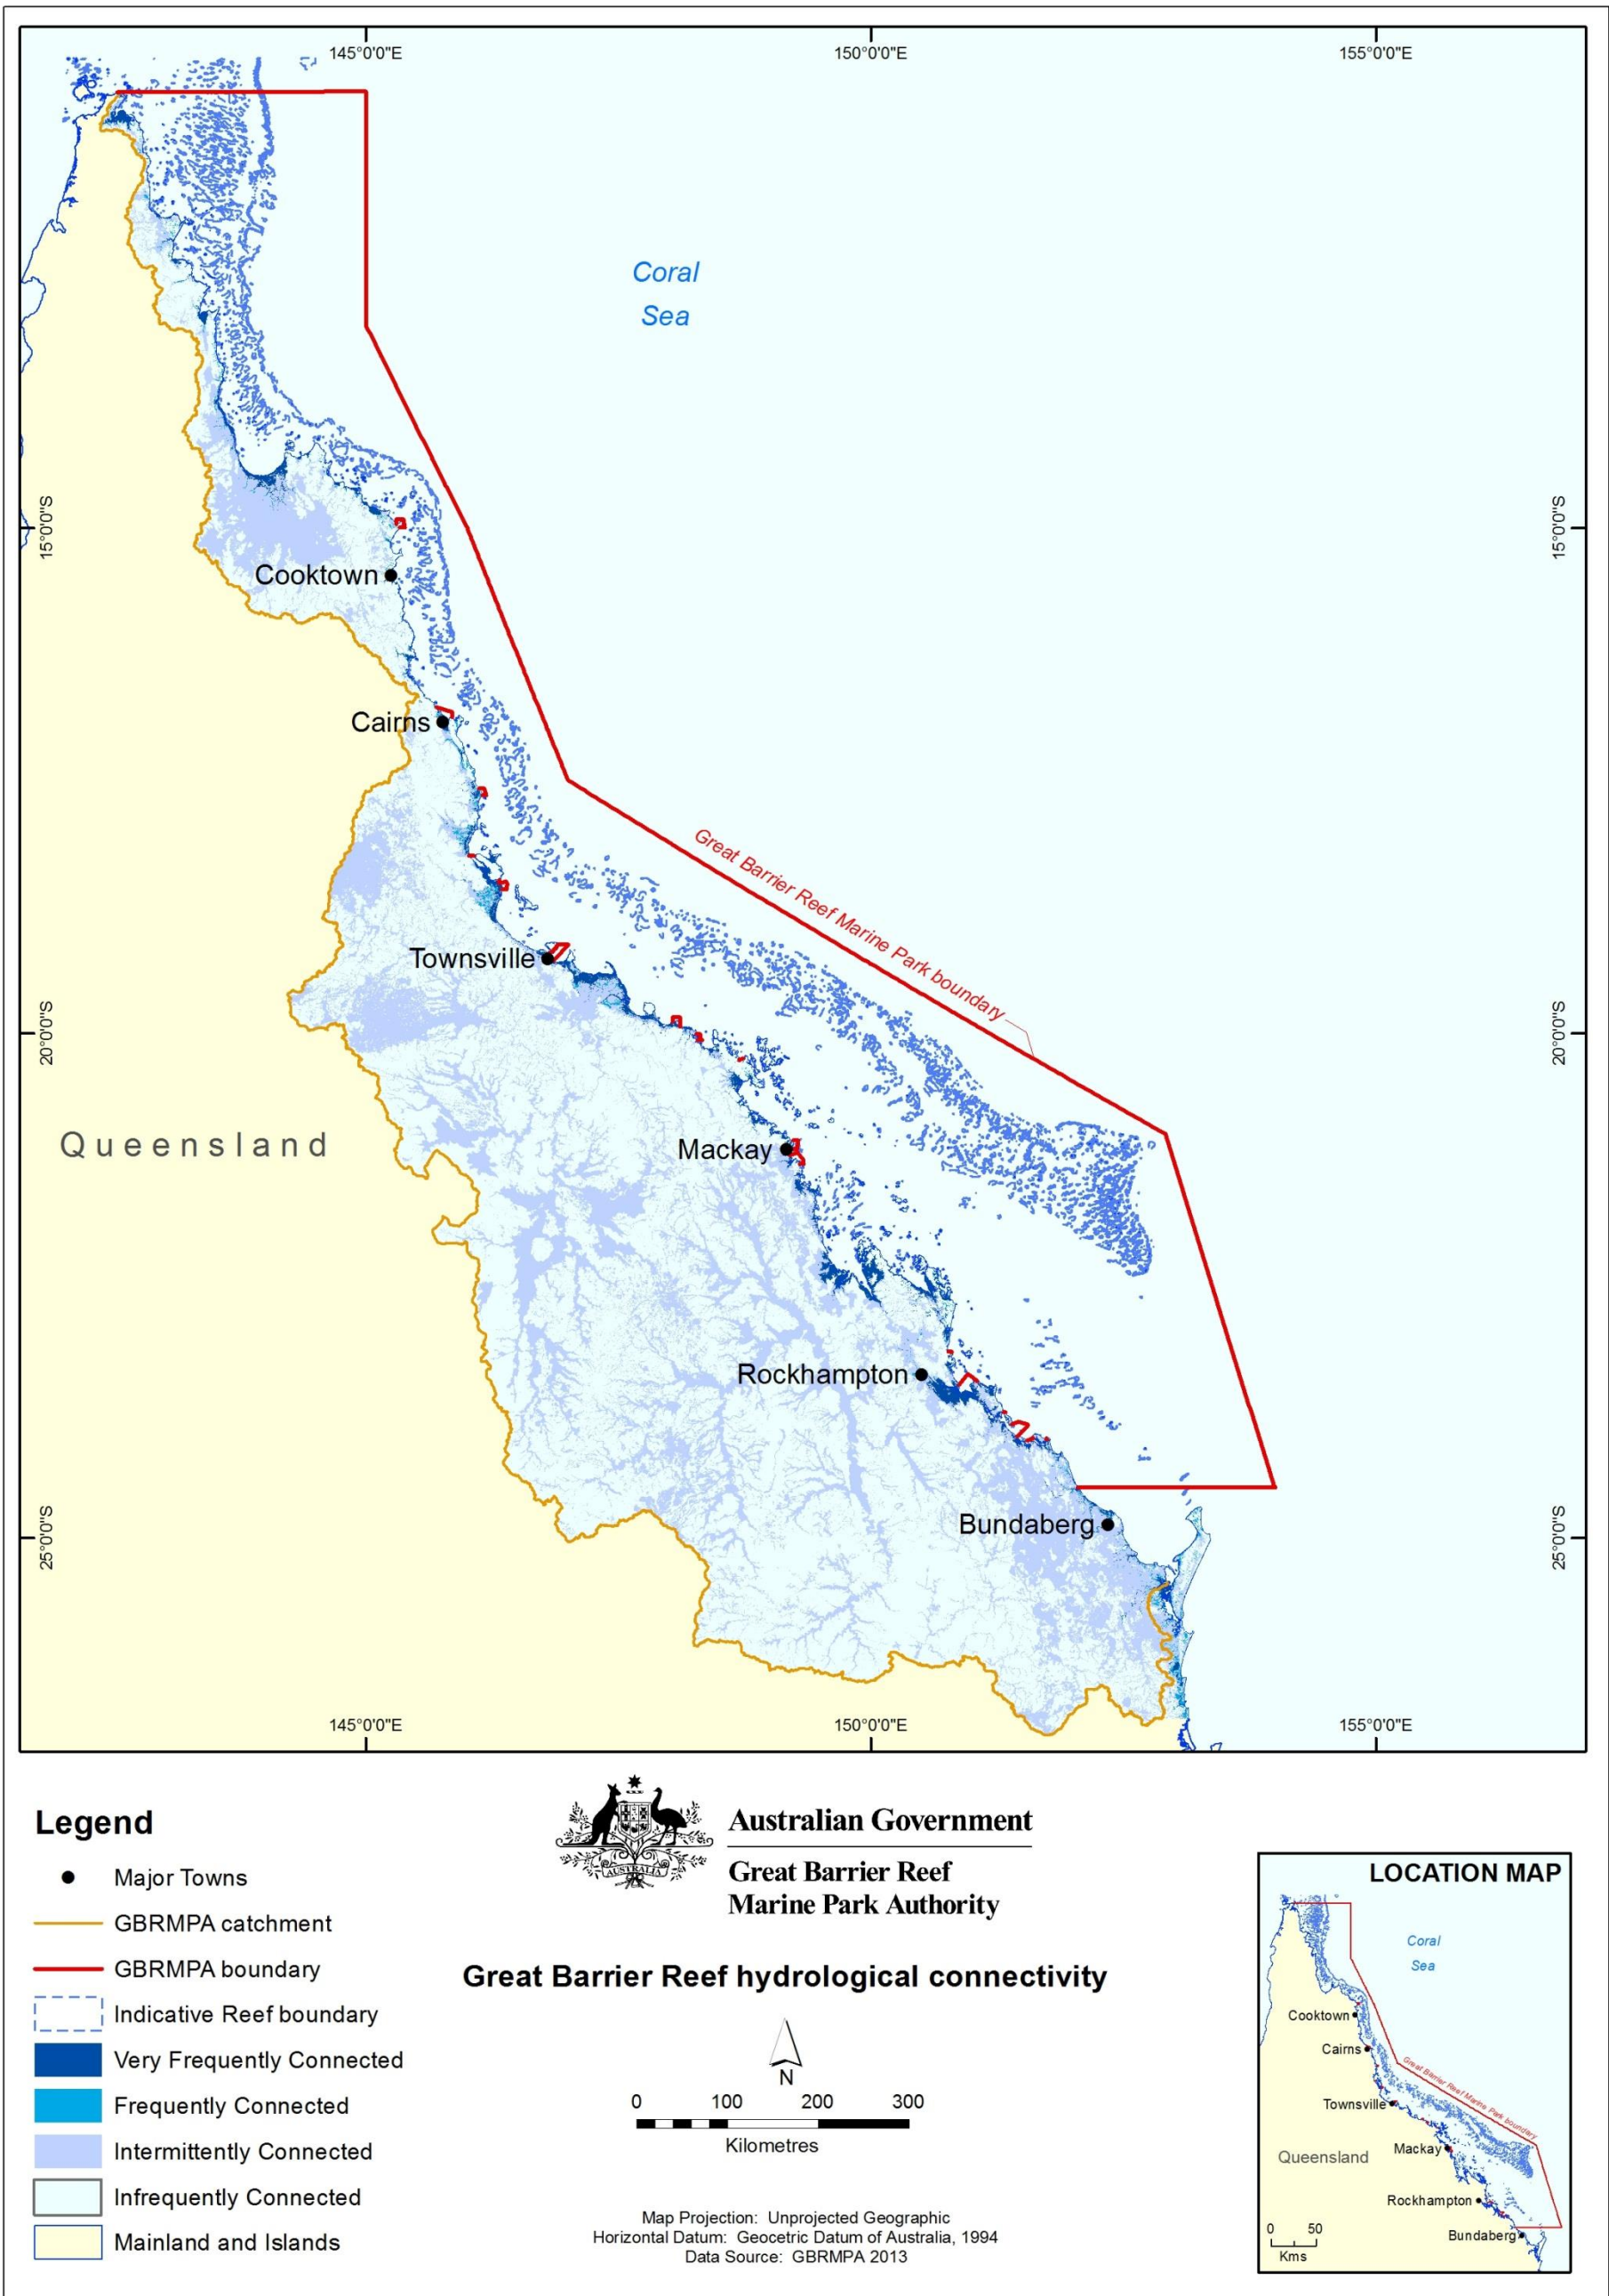 145°0'0"E
150°0'0"E
155°0'0"E
Coral
Sea
15°0'0"S
15°0'0"S
Cooktown
Cairns
Great Barrier Reef Marine Park boundary
Townsville
20°0'0"S
20°0'0"S
Queensland
Mackay
Rockhampton
25°0'0"S
25°0'0"S
Bundaberg
145°0'0"E
150°0'0"E
155°0'0"E
Legend
Major Towns
GBRMPA catchment
GBRMPA boundary
Indicative Reef boundary
Very Frequently Connected
Frequently Connected
Intermittently Connected
Infrequently Connected
Mainland and Islands
AUSTRALIA
Australian Government
Great Barrier Reef
Marine Park Authority
Great Barrier Reef hydrological connectivity
N
0 100 200 300
Kilometres
Map Projection: Unprojected Geographic
Horizontal Datum: Geocetric Datum of Australia, 1994
Data Source: GBRMPA 2013
LOCATION MAP
Coral
Sea
Cooktown
Cairns
Great Barrier Reef Marine Park boundary
Townsville
Mackay
Queensland
Rockhampton
0 50
Kms
Bundaberg